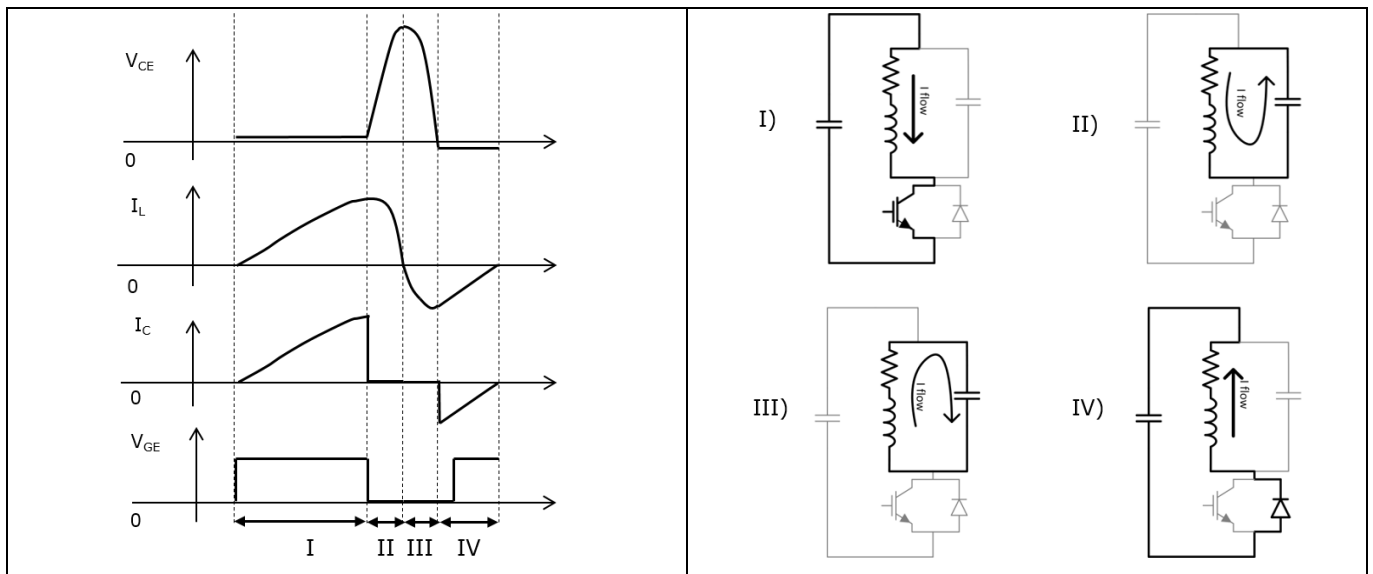 V_CE
0
I_L
0
I_C
0
V_GE
0
I
II
III
IV
I)
I flow
II)
I flow
III)
I flow
IV)
I flow